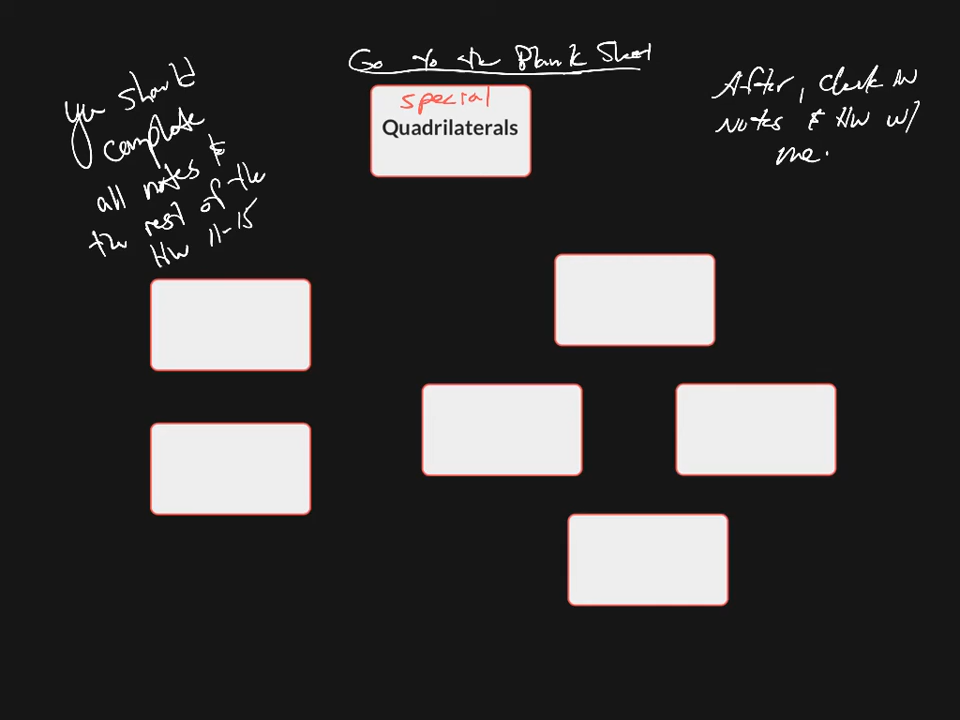 Go to the Blank Sheet
special
Quadrilaterals
you should
complete
all notes &
the rest of the
HW 11-15
After, check in
Notes & HW w/
me.